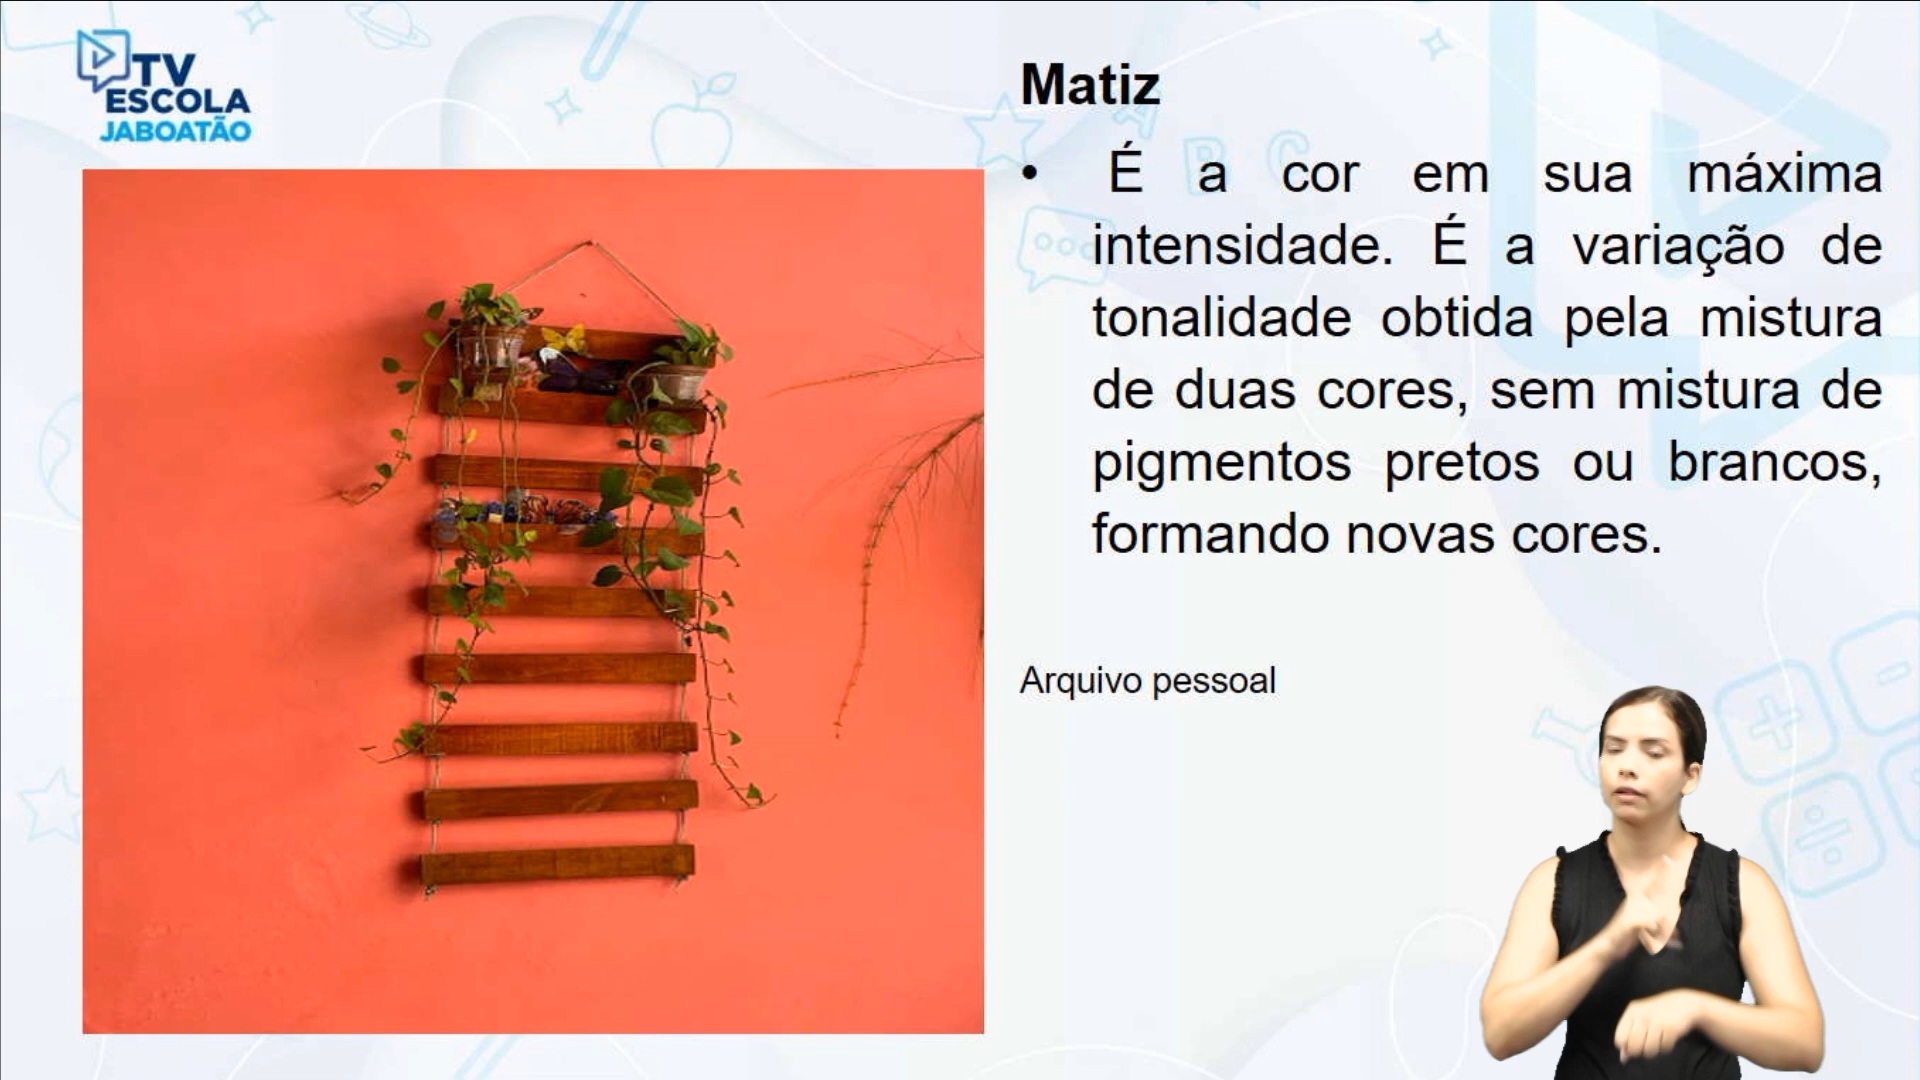 TV
ESCOLA
JABOATÃO
Matiz
• É a cor em sua máxima
intensidade. É a variação de
tonalidade obtida pela mistura
de duas cores, sem mistura de
pigmentos pretos ou brancos,
formando novas cores.
A B C
Arquivo pessoal